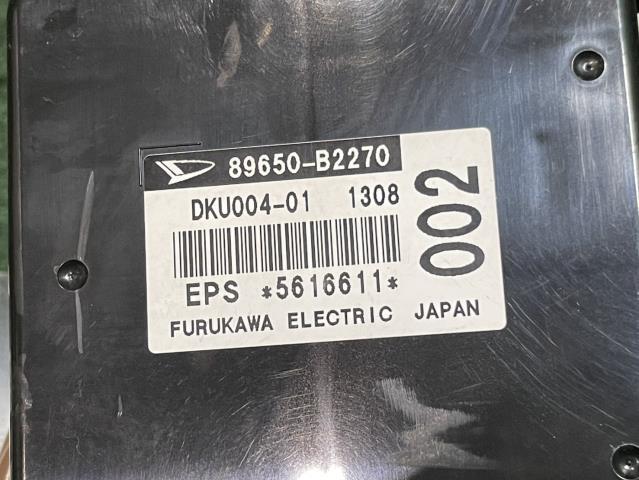 89650-B2270
DKU004-01 1308
002
EPS *5616611*
FURUKAWA ELECTRIC JAPAN